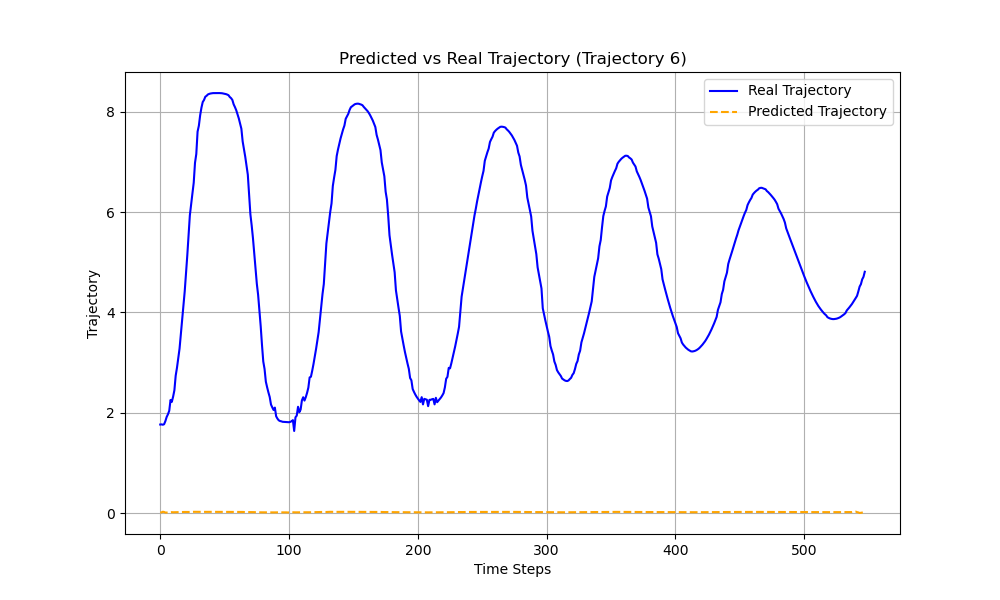 Predicted vs Real Trajectory (Trajectory 6)
Real Trajectory
Predicted Trajectory
Trajectory
8
6
4
2
0
0 100 200 300 400 500
Time Steps